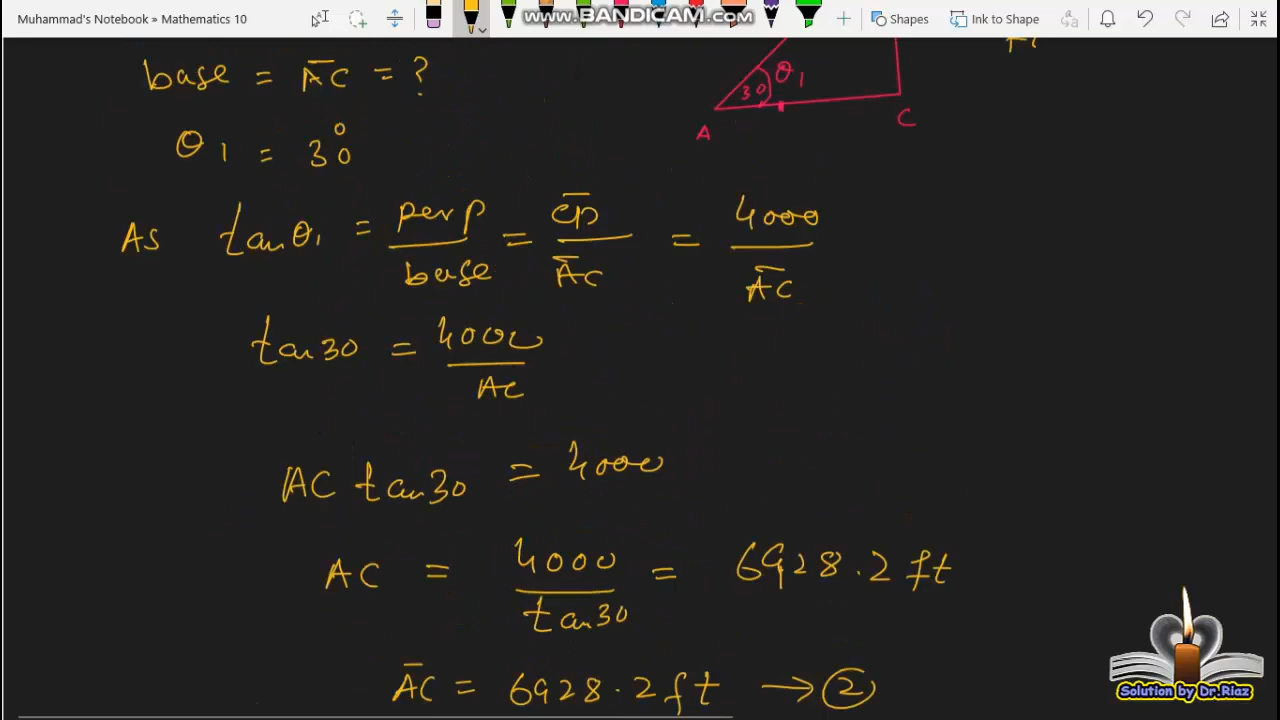 Muhammad's Notebook » Mathematics 10
www.BANDICAM.com
Shapes
Ink to Shape
base = AC = ?
30 θ1
A
C
θ1 = 30°
As tanθ1 = perp / base = CP / AC = 4000 / AC
tan30 = 4000 / AC
AC tan30 = 4000
AC = 4000 / tan30 = 6928.2 ft
AC = 6928.2 ft → 2
Solution by Dr.Riaz